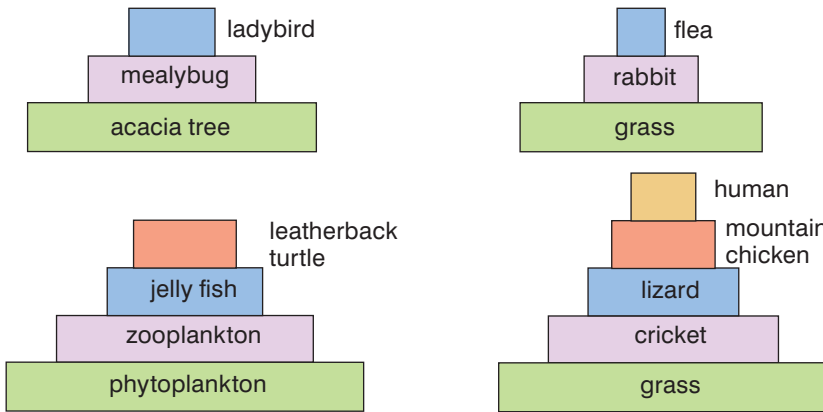 ladybird
mealybug
acacia tree
flea
rabbit
grass
leatherback
turtle
jelly fish
zooplankton
phytoplankton
human
mountain
chicken
lizard
cricket
grass